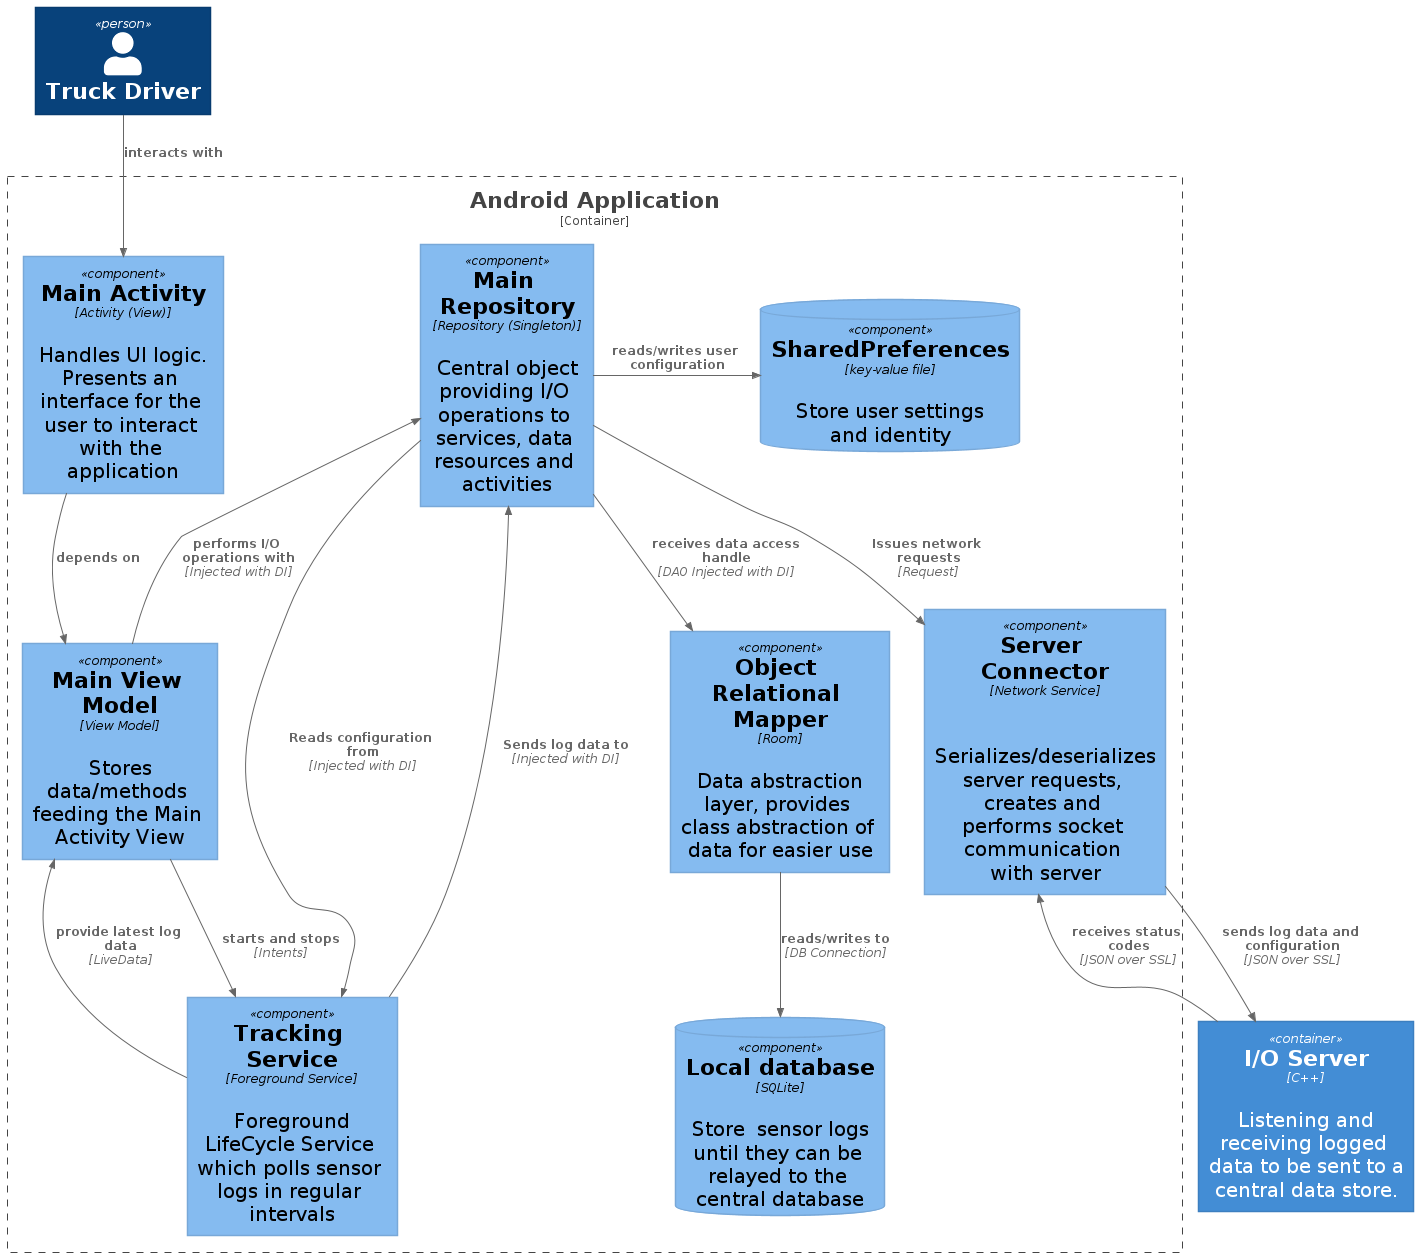 «person»
Truck Driver
interacts with
Android Application
[Container]
«component»
Main Activity
[Activity (View)]
Handles UI logic.
Presents an
interface for the
user to interact
with the
application
«component»
Main
Repository
[Repository (Singleton)]
Central object
providing I/O
operations to
services, data
resources and
activities
reads/writes user
configuration
«component»
SharedPreferences
[key-value file]
Store user settings
and identity
depends on
performs I/O
operations with
[Injected with DI]
receives data access
handle
[DAO Injected with DI]
Issues network
requests
[Request]
«component»
Main View
Model
[View Model]
Stores
data/methods
feeding the Main
Activity View
Reads configuration
from
[Injected with DI]
Sends log data to
[Injected with DI]
«component»
Object
Relational
Mapper
[Room]
Data abstraction
layer, provides
class abstraction of
data for easier use
«component»
Server
Connector
[Network Service]
Serializes/deserializes
server requests,
creates and
performs socket
communication
with server
provide latest log
data
[LiveData]
starts and stops
[Intents]
reads/writes to
[DB Connection]
receives status
codes
[JSON over SSL]
sends log data and
configuration
[JSON over SSL]
«component»
Tracking
Service
[Foreground Service]
Foreground
LifeCycle Service
which polls sensor
logs in regular
intervals
«component»
Local database
[SQLite]
Store  sensor logs
until they can be
relayed to the
central database
«container»
I/O Server
[C++]
Listening and
receiving logged
data to be sent to a
central data store.